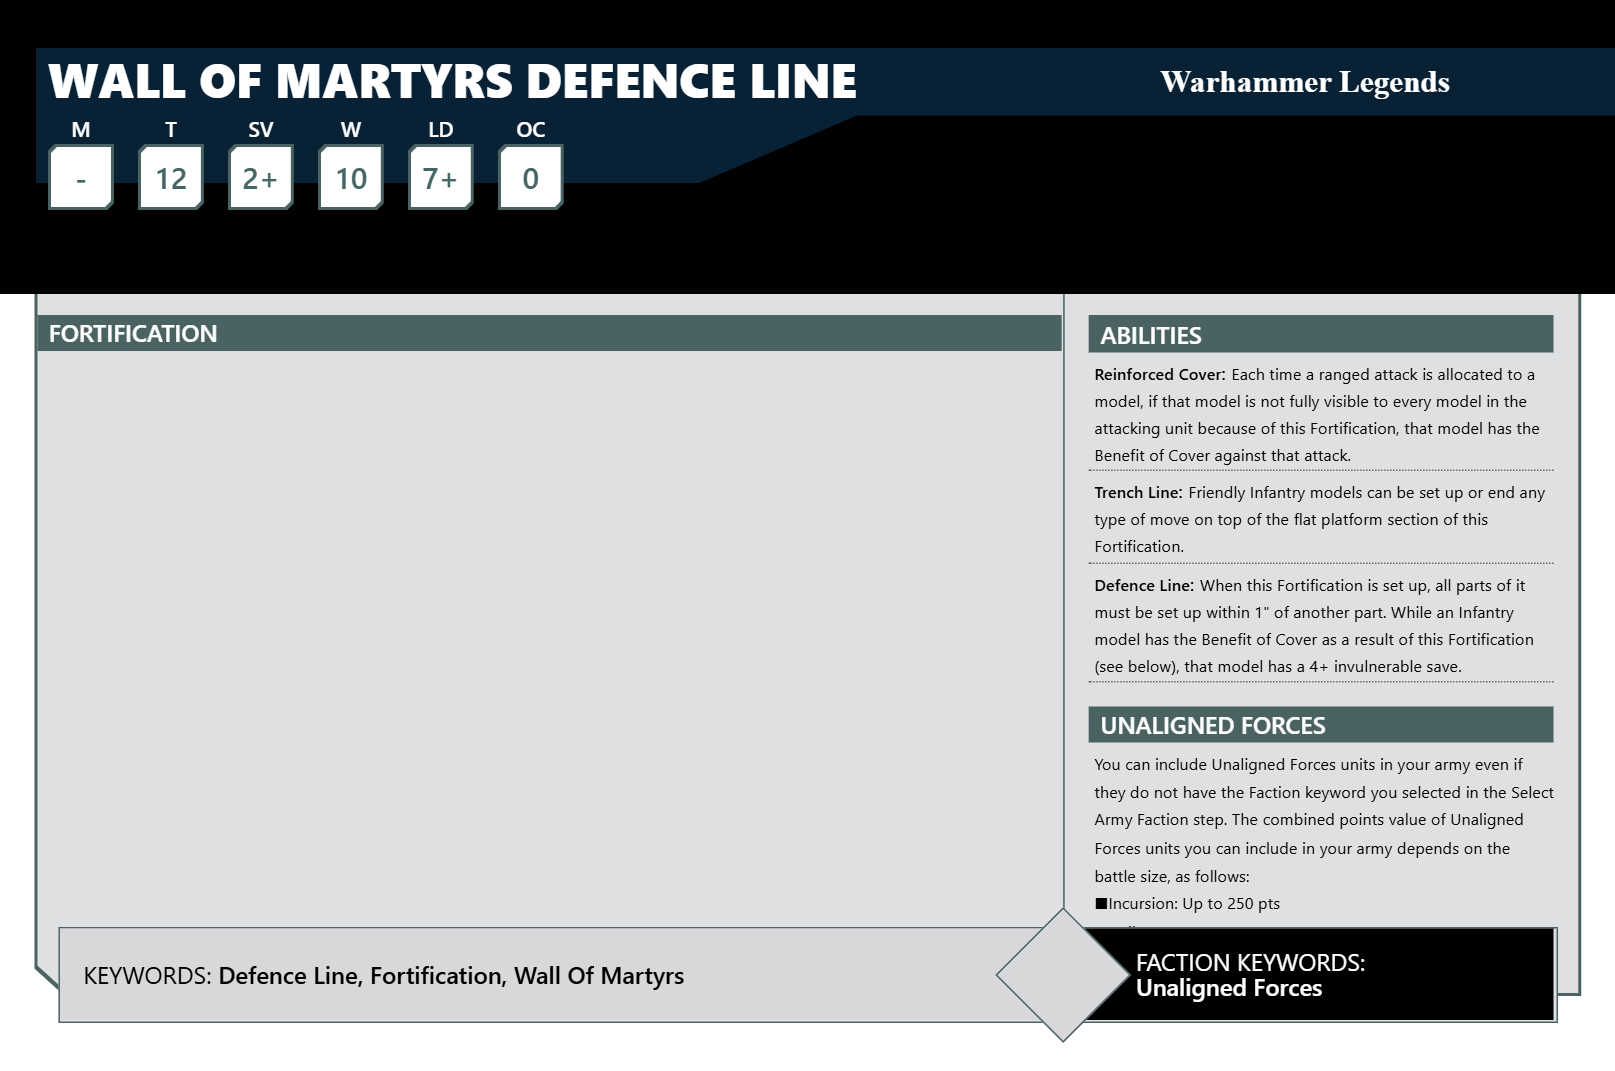 WALL OF MARTYRS DEFENCE LINE
Warhammer Legends
M T SV W LD OC
- 12 2+ 10 7+ 0
FORTIFICATION
ABILITIES
Reinforced Cover: Each time a ranged attack is allocated to a
model, if that model is not fully visible to every model in the
attacking unit because of this Fortification, that model has the
Benefit of Cover against that attack.
Trench Line: Friendly Infantry models can be set up or end any
type of move on top of the flat platform section of this
Fortification.
Defence Line: When this Fortification is set up, all parts of it
must be set up within 1" of another part. While an Infantry
model has the Benefit of Cover as a result of this Fortification
(see below), that model has a 4+ invulnerable save.
UNALIGNED FORCES
You can include Unaligned Forces units in your army even if
they do not have the Faction keyword you selected in the Select
Army Faction step. The combined points value of Unaligned
Forces units you can include in your army depends on the
battle size, as follows:
■Incursion: Up to 250 pts
KEYWORDS: Defence Line, Fortification, Wall Of Martyrs
FACTION KEYWORDS:
Unaligned Forces